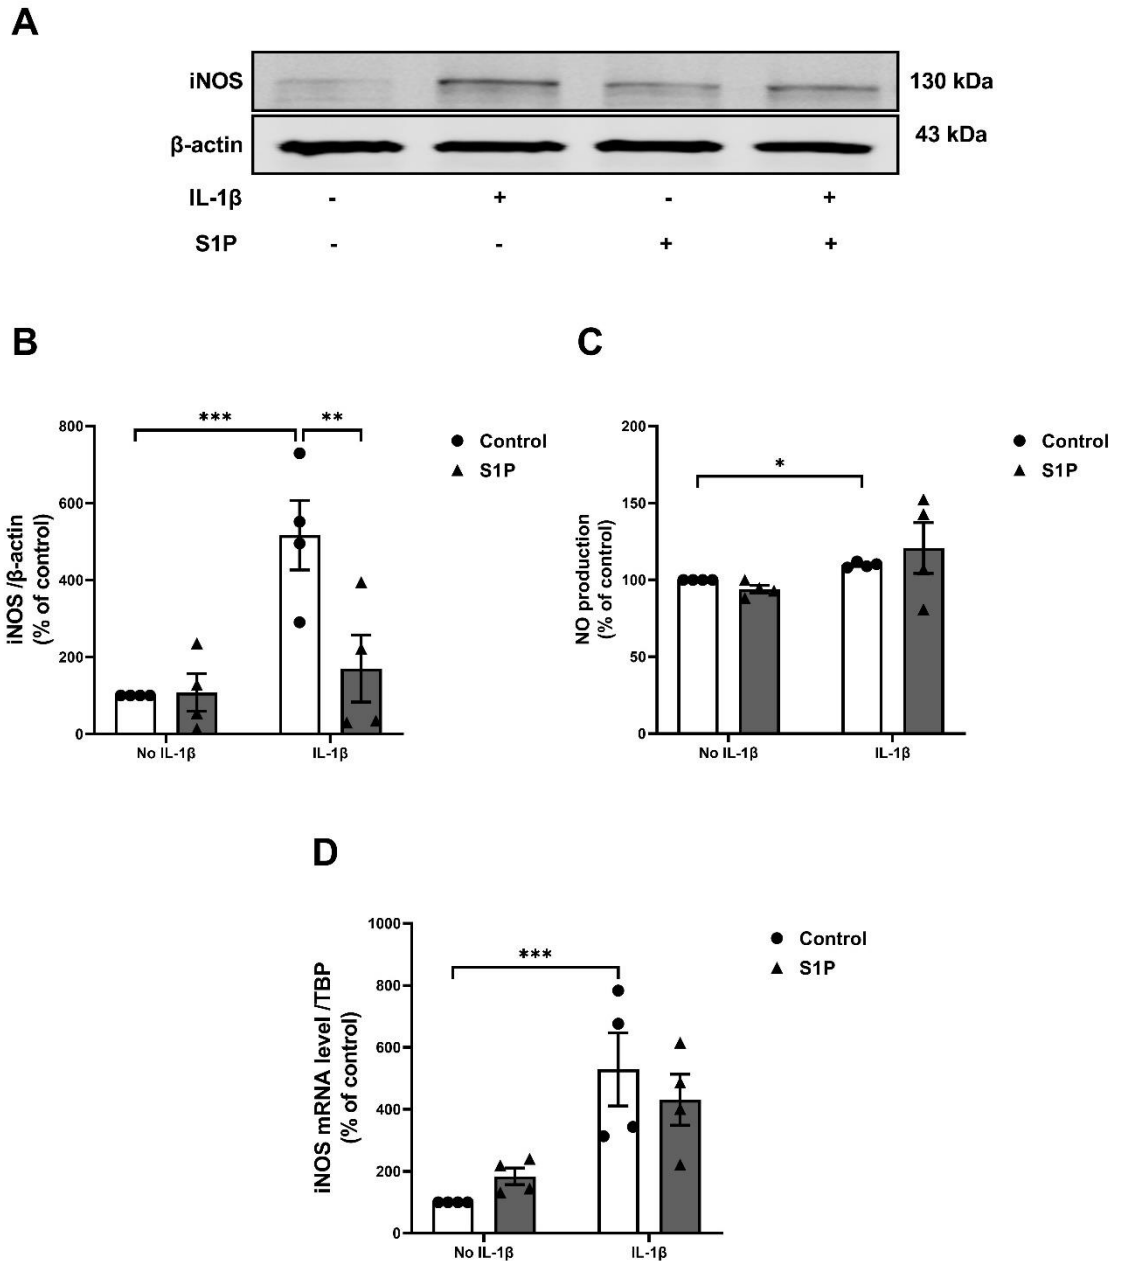 A
iNOS 130 kDa
β-actin 43 kDa
IL-1β - + - +
S1P - - + +
B
iNOS /β-actin
(% of control)
800
600
400
200
0
*** **
No IL-1β IL-1β
Control
S1P
C
NO production
(% of control)
200
150
100
50
0
*
No IL-1β IL-1β
Control
S1P
D
iNOS mRNA level /TBP
(% of control)
1000
800
600
400
200
0
***
No IL-1β IL-1β
Control
S1P